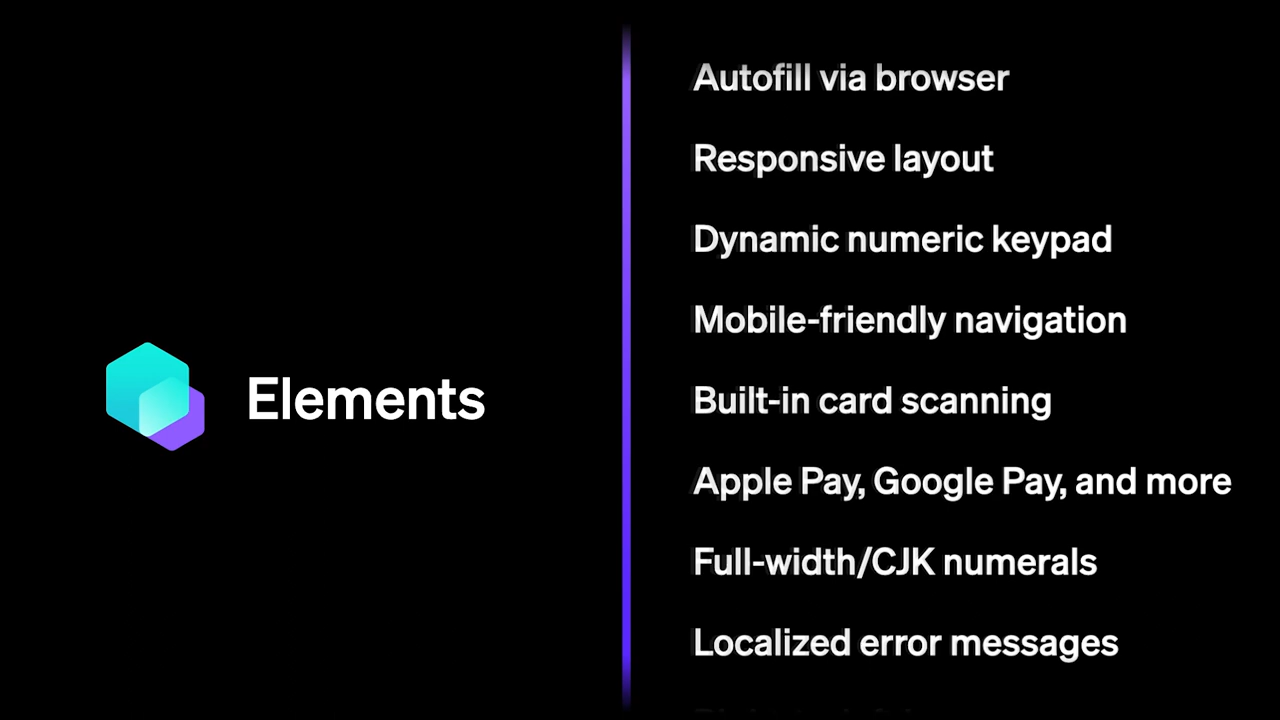 Elements
Autofill via browser
Responsive layout
Dynamic numeric keypad
Mobile-friendly navigation
Built-in card scanning
Apple Pay, Google Pay, and more
Full-width/CJK numerals
Localized error messages